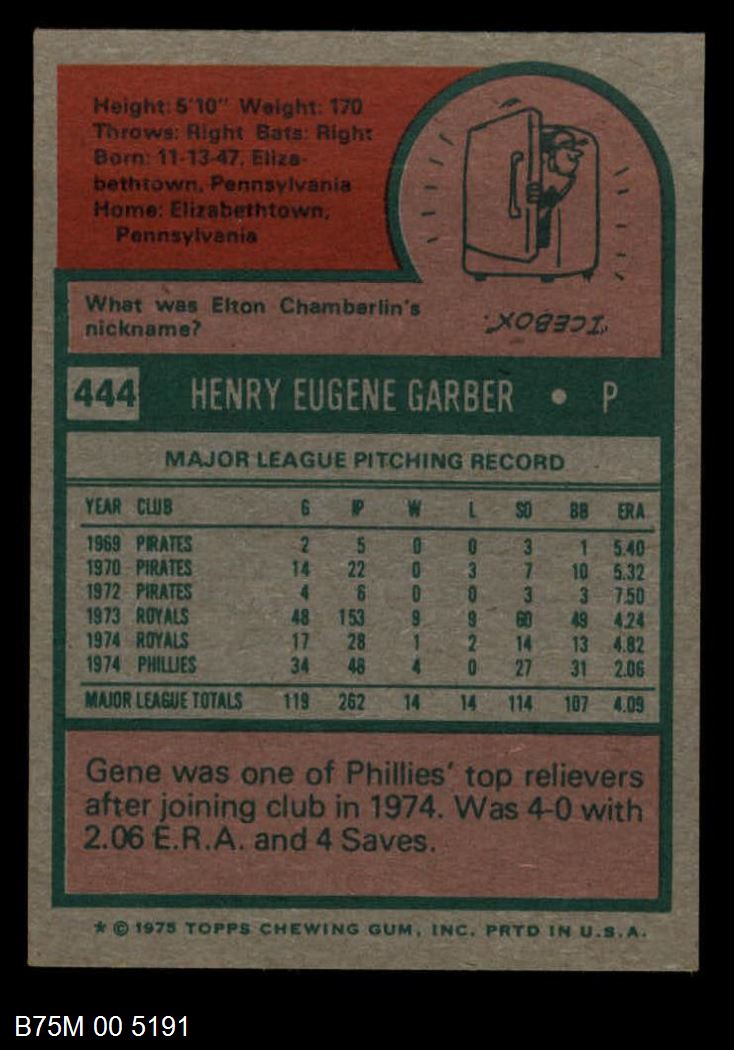 Height: 5'10" Weight: 170
Throws: Right Bats: Right
Born: 11-13-47, Eliza-
bethtown, Pennsylvania
Home: Elizabethtown,
Pennsylvania
What was Elton Chamberlin's
nickname?
"ICEBOX."
444 HENRY EUGENE GARBER • P
MAJOR LEAGUE PITCHING RECORD
YEAR CLUB G IP W L SO BB ERA
1969 PIRATES 2 5 0 0 3 1 5.40
1970 PIRATES 14 22 0 3 7 10 5.32
1972 PIRATES 4 6 0 0 3 3 7.50
1973 ROYALS 48 153 9 9 60 49 4.24
1974 ROYALS 17 28 1 2 14 13 4.82
1974 PHILLIES 34 48 4 0 27 31 2.06
MAJOR LEAGUE TOTALS 119 262 14 14 114 107 4.09
Gene was one of Phillies' top relievers
after joining club in 1974. Was 4-0 with
2.06 E.R.A. and 4 Saves.
* © 1975 TOPPS CHEWING GUM, INC. PRTD IN U.S.A.
B75M 00 5191